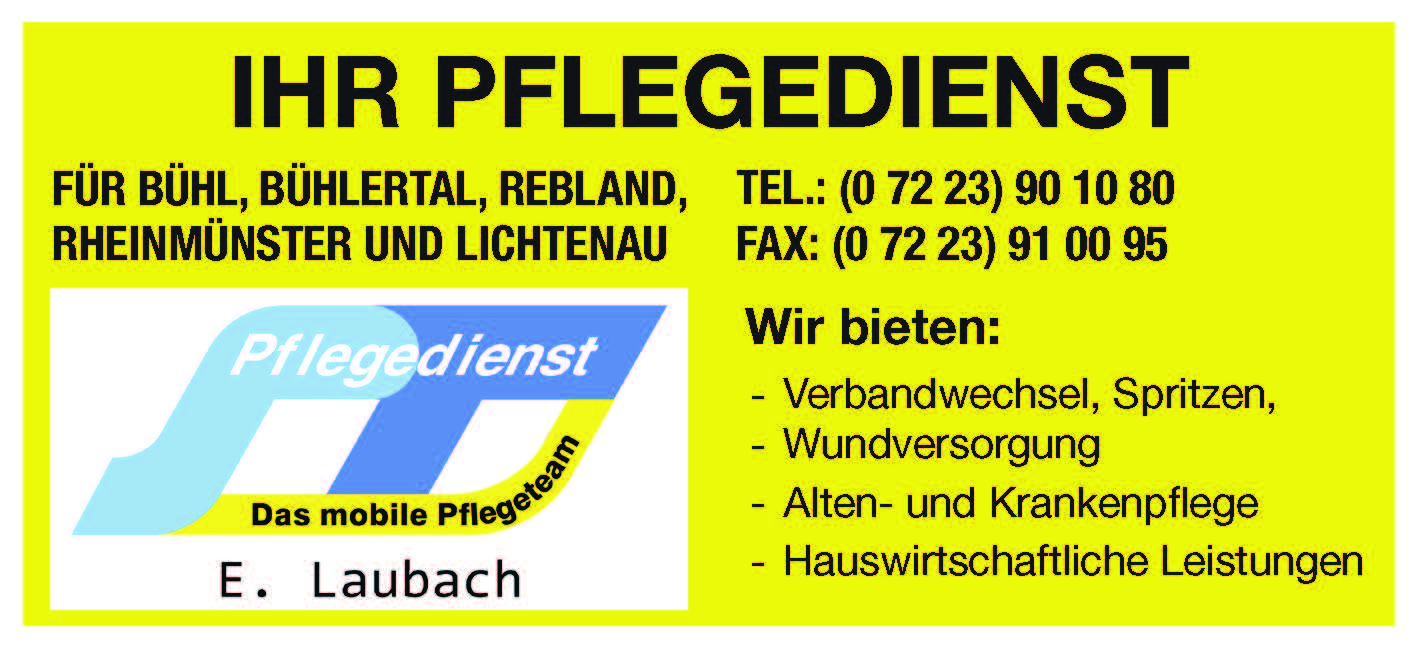 IHR PFLEGEDIENST
FÜR BÜHL, BÜHLERTAL, REBLAND,
RHEINMÜNSTER UND LICHTENAU
TEL.: (0 72 23) 90 10 80
FAX: (0 72 23) 91 00 95
Pflegedienst
Das mobile Pflegeteam
E. Laubach
Wir bieten:
- Verbandwechsel, Spritzen,
- Wundversorgung
- Alten- und Krankenpflege
- Hauswirtschaftliche Leistungen